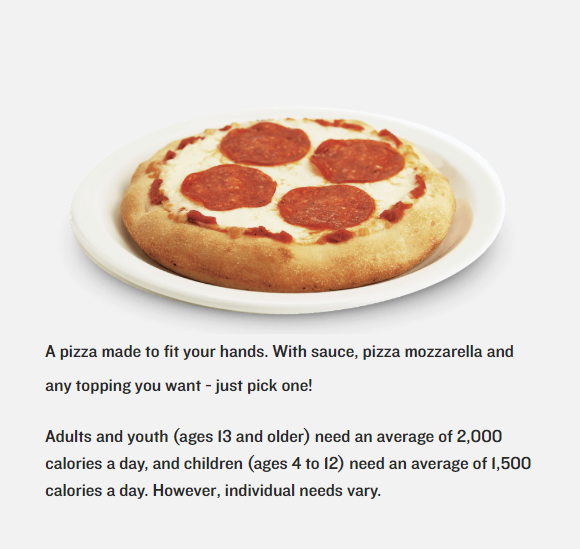 A pizza made to fit your hands. With sauce, pizza mozzarella and
any topping you want - just pick one!
Adults and youth (ages 13 and older) need an average of 2,000
calories a day, and children (ages 4 to 12) need an average of 1,500
calories a day. However, individual needs vary.